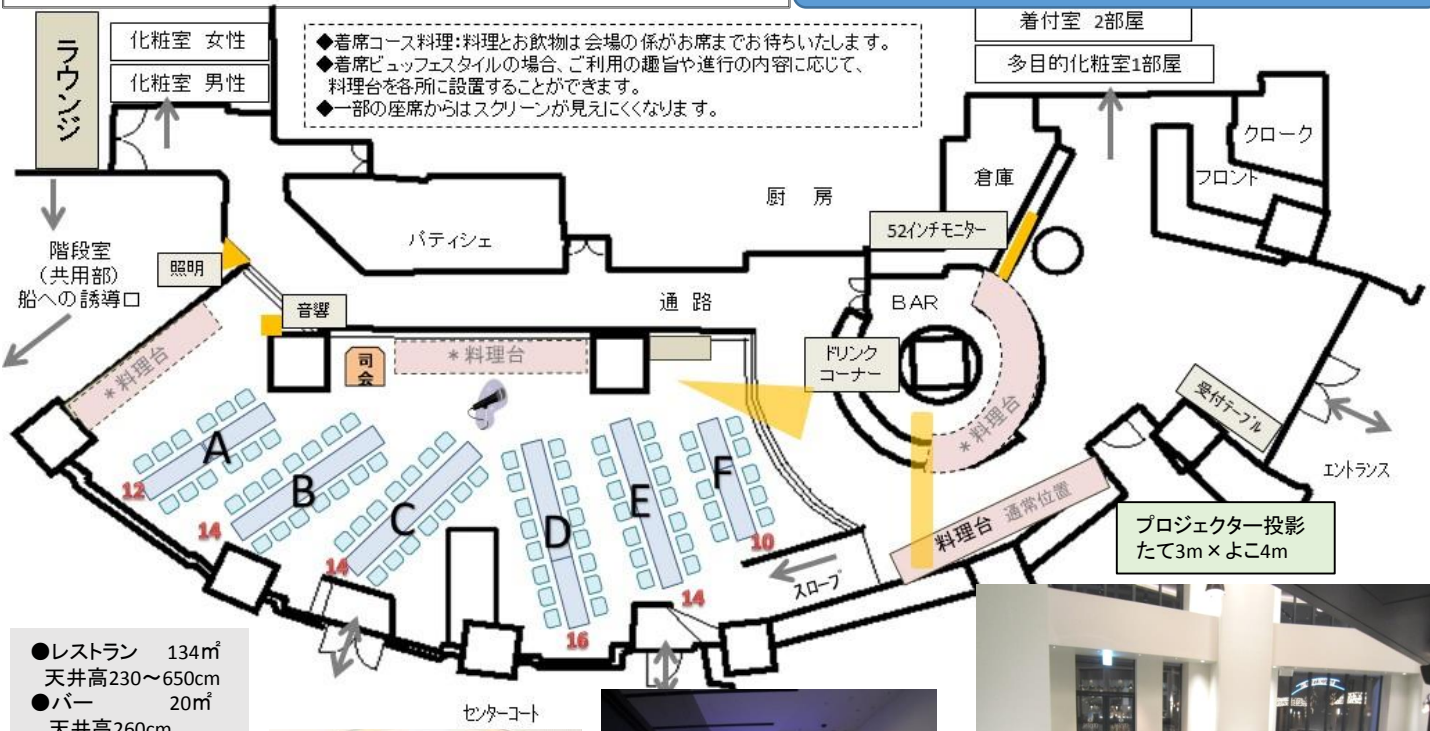 ラウンジ
化粧室 女性
化粧室 男性
◆着席コース料理:料理とお飲物は会場の係がお席までお待ちいたします。
◆着席ビュッフェスタイルの場合、ご利用の趣旨や進行の内容に応じて、
料理台を各所に設置することができます。
◆一部の座席からはスクリーンが見えにくくなります。
着付室 2部屋
多目的化粧室1部屋
クローク
フロント
倉庫
厨 房
52インチモニター
パティシェ
階段室
(共用部)
船への誘導口
照明
音響
通 路
BAR
司会
*料理台
*料理台
ドリンク
コーナー
*料理台
受付テーブル
エントランス
A
B
C
D
E
F
12
14
14
16
14
10
スロープ
料理台 通常位置
プロジェクター投影
たて3m×よこ4m
●レストラン 134㎡
天井高230~650cm
●バー 20㎡
天井高260cm
センターコート